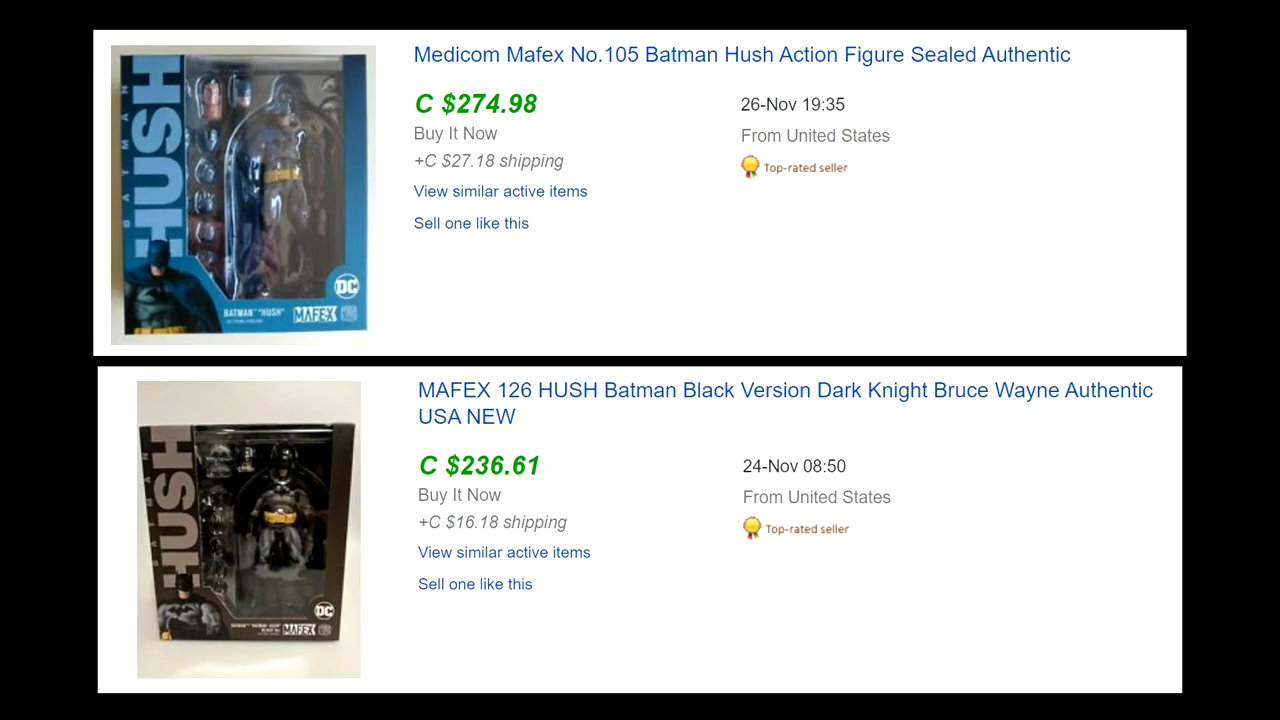 Medicom Mafex No.105 Batman Hush Action Figure Sealed Authentic
C $274.98
Buy It Now
+C $27.18 shipping
View similar active items
Sell one like this
26-Nov 19:35
From United States
Top-rated seller
BATMAN
HUSH
DC
BATMAN "HUSH"
MAFEX
MAFEX 126 HUSH Batman Black Version Dark Knight Bruce Wayne Authentic
USA NEW
C $236.61
Buy It Now
+C $16.18 shipping
View similar active items
Sell one like this
24-Nov 08:50
From United States
Top-rated seller
HUSH
DC
MAFEX